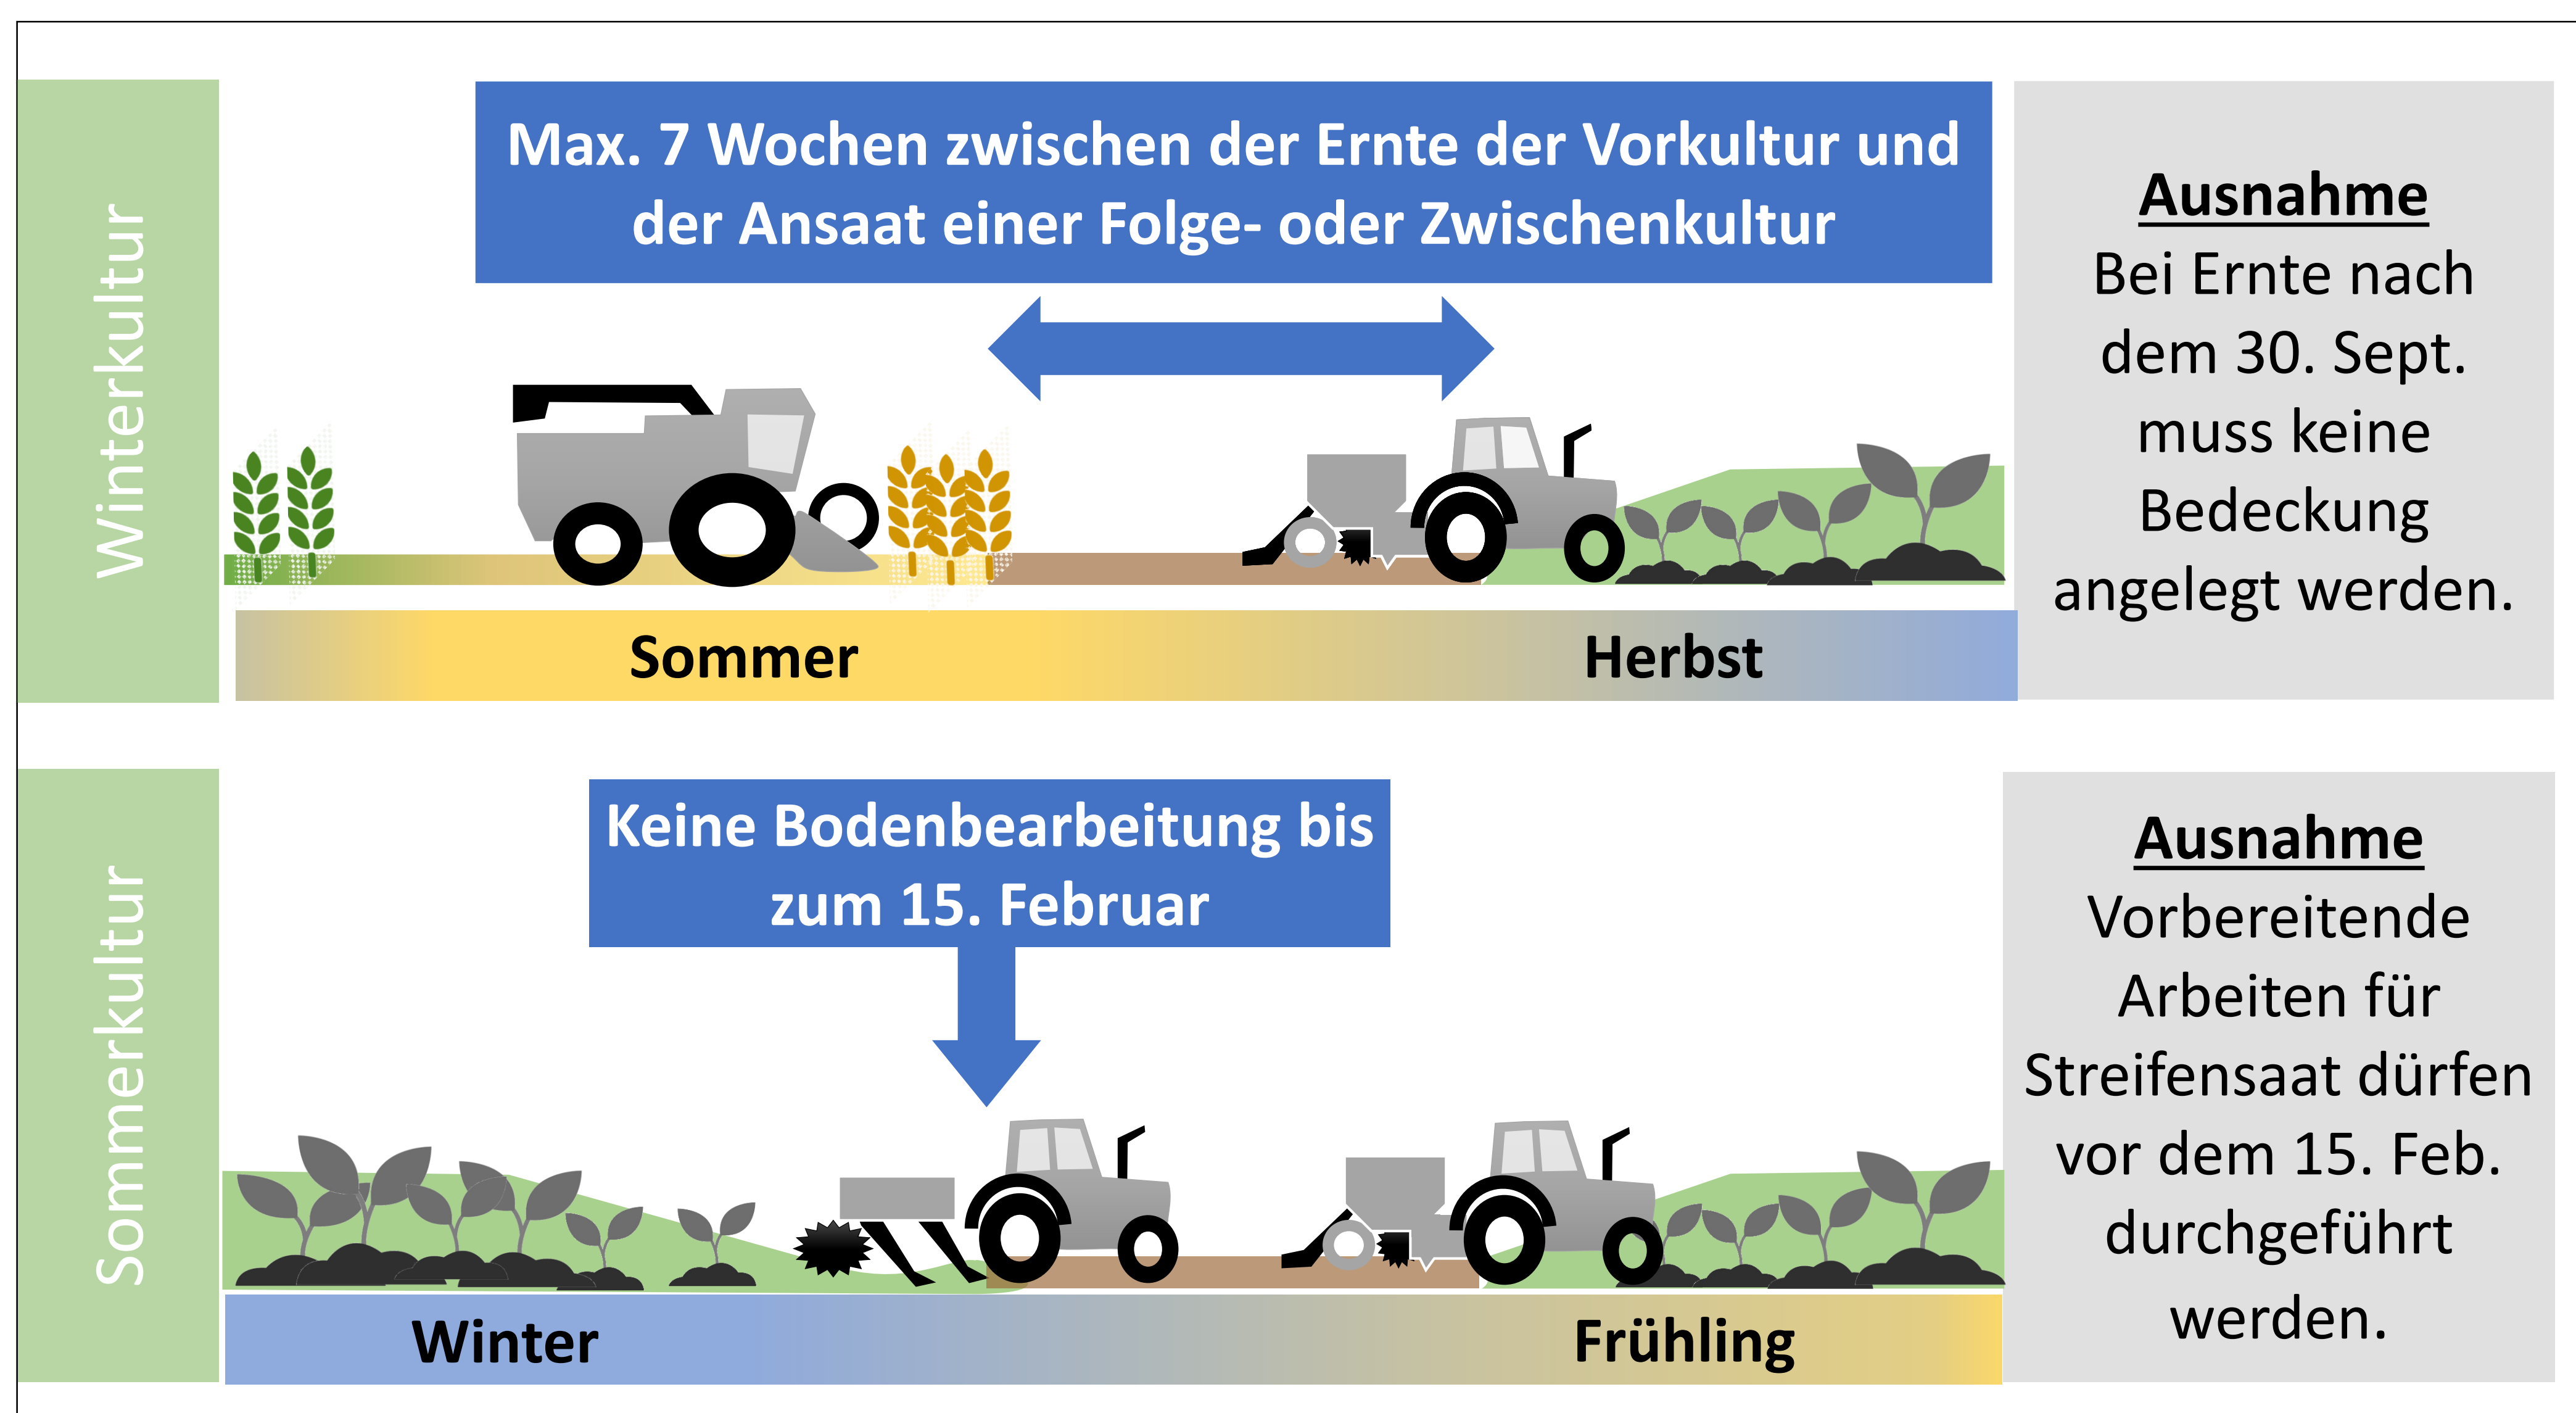 Winterkultur
Max. 7 Wochen zwischen der Ernte der Vorkultur und
der Ansaat einer Folge- oder Zwischenkultur
Ausnahme
Bei Ernte nach
dem 30. Sept.
muss keine
Bedeckung
angelegt werden.
Sommer
Herbst
Sommerkultur
Keine Bodenbearbeitung bis
zum 15. Februar
Ausnahme
Vorbereitende
Arbeiten für
Streifensaat dürfen
vor dem 15. Feb.
durchgeführt
werden.
Winter
Frühling